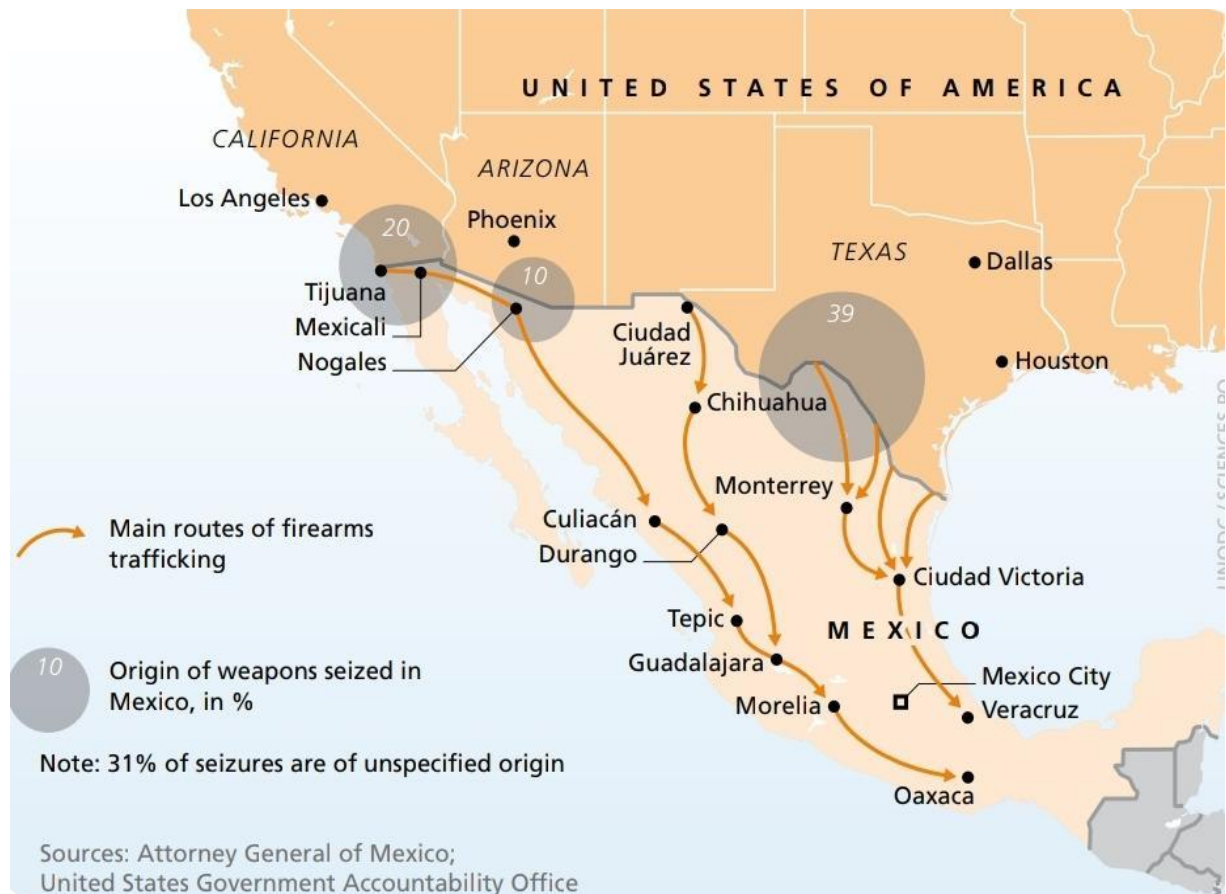 UNITED STATES OF AMERICA
CALIFORNIA
ARIZONA
Los Angeles
20
Phoenix
TEXAS
Dallas
10
Tijuana
Mexicali
Nogales
Ciudad
Juárez
39
Houston
Chihuahua
Monterrey
Culiacán
Durango
Ciudad Victoria
Tepic
MEXICO
Guadalajara
Mexico City
Morelia
Veracruz
Oaxaca
Main routes of firearms
trafficking
10
Origin of weapons seized in
Mexico, in %
Note: 31% of seizures are of unspecified origin
Sources: Attorney General of Mexico;
United States Government Accountability Office
UNODC / SCIENCES PO